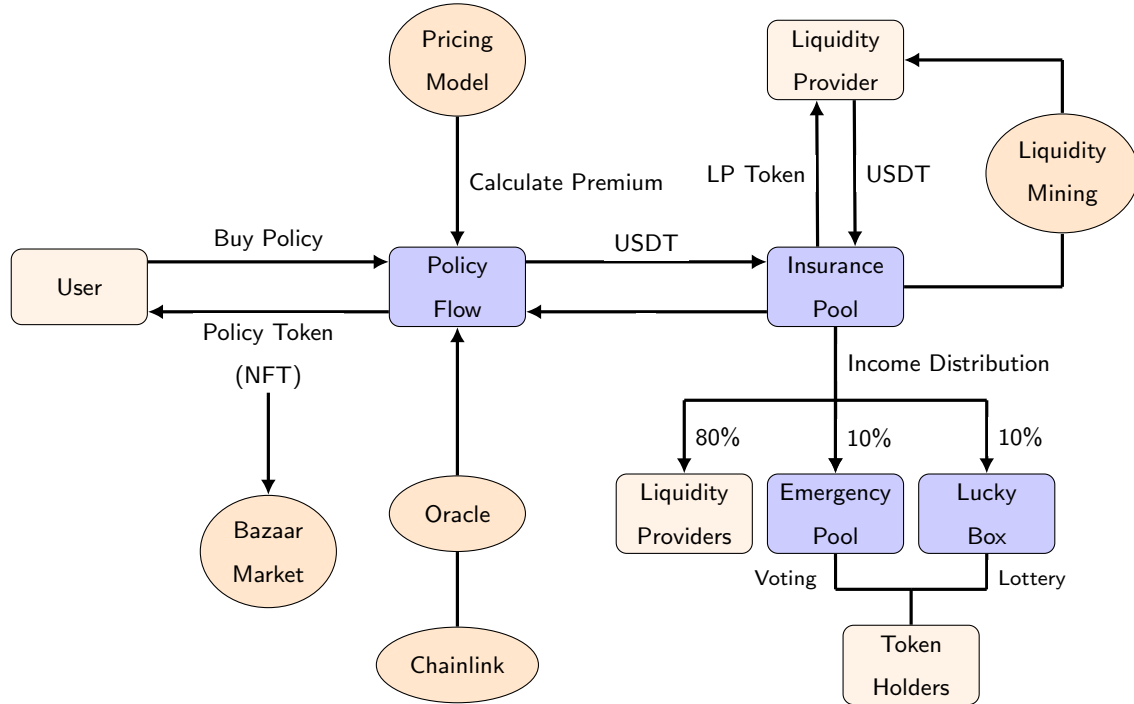 Pricing
Model
Liquidity
Provider
Liquidity
Mining
LP Token
USDT
Calculate Premium
Buy Policy
USDT
User
Policy
Flow
Insurance
Pool
Policy Token
(NFT)
Income Distribution
80%
10%
10%
Liquidity
Providers
Emergency
Pool
Lucky
Box
Oracle
Bazaar
Market
Voting
Lottery
Chainlink
Token
Holders